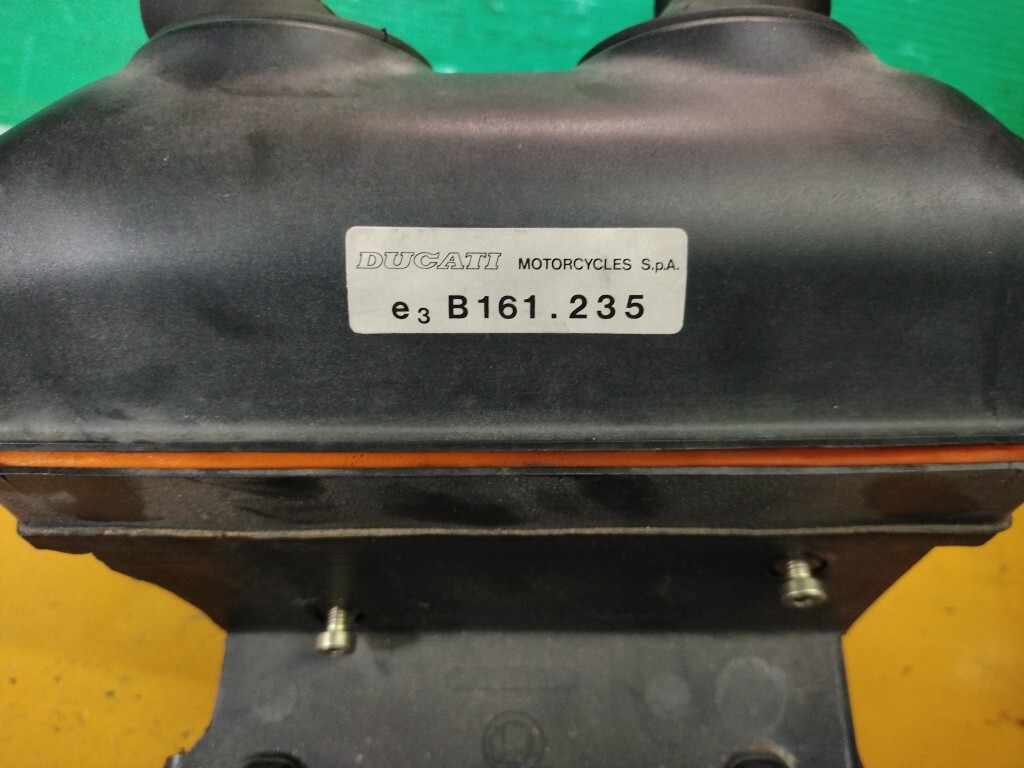 DUCATI MOTORCYCLES S.p.A.
e3 B161.235